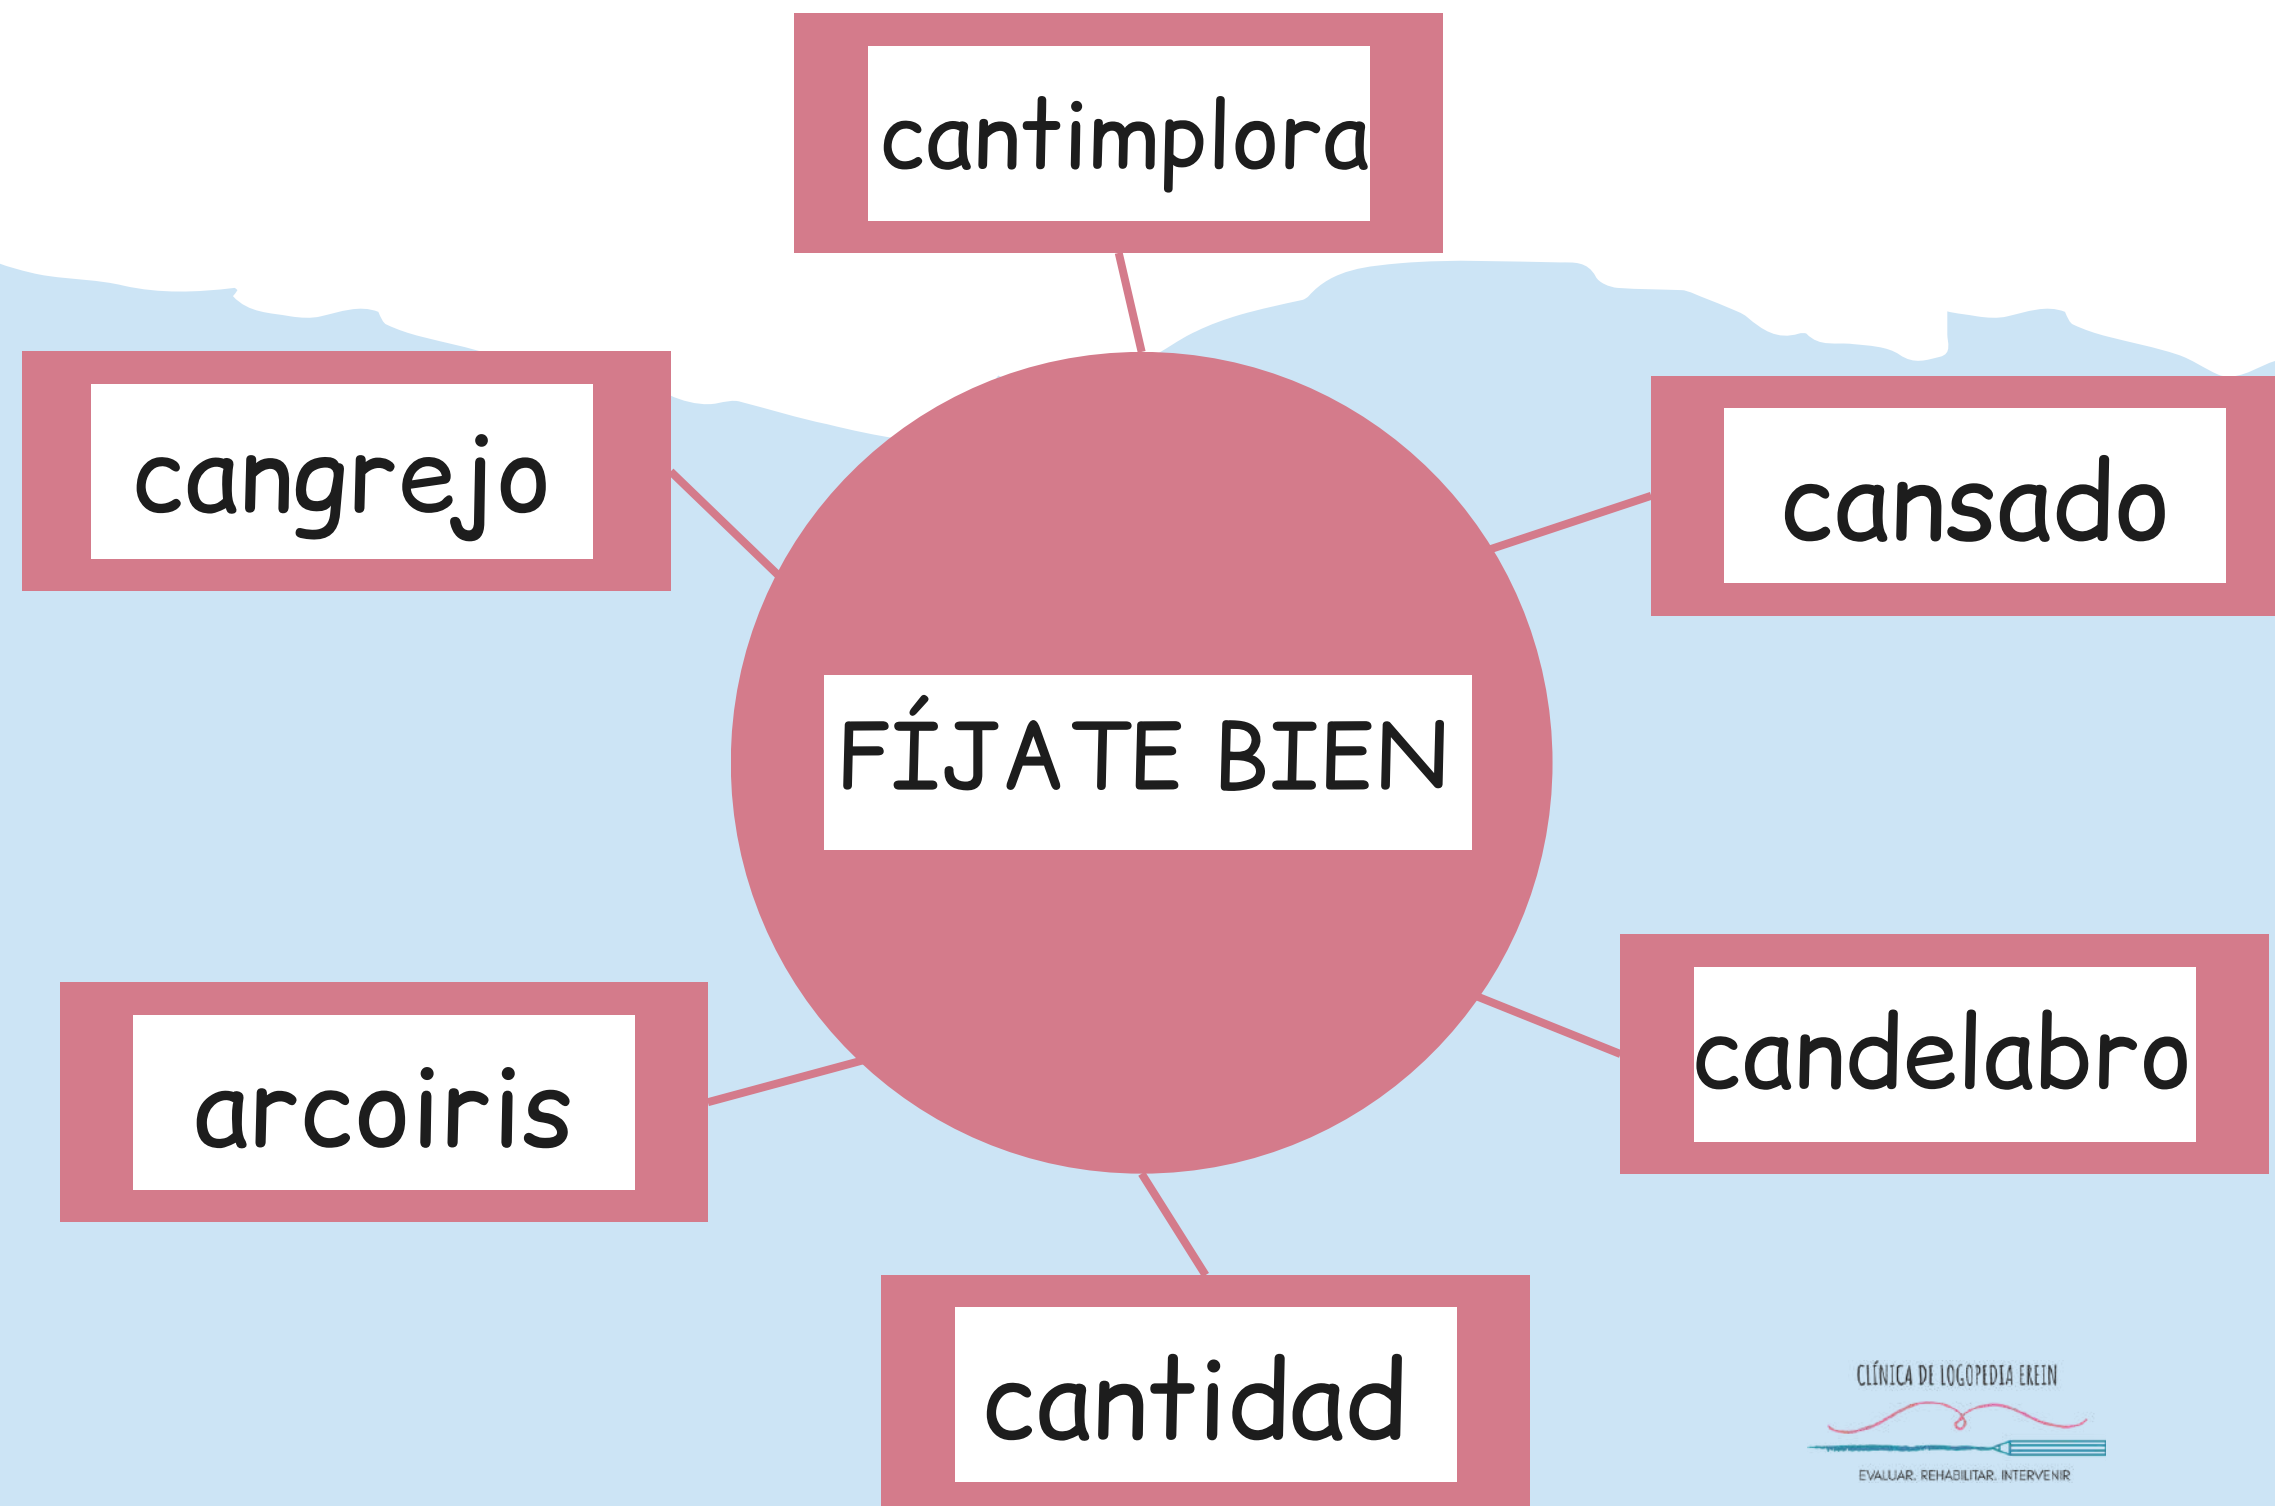 cantimplora
cangrejo
cansado
FÍJATE BIEN
candelabro
arcoiris
cantidad
CLÍNICA DE LOGOPEDIA EREIN
EVALUAR. REHABILITAR. INTERVENIR